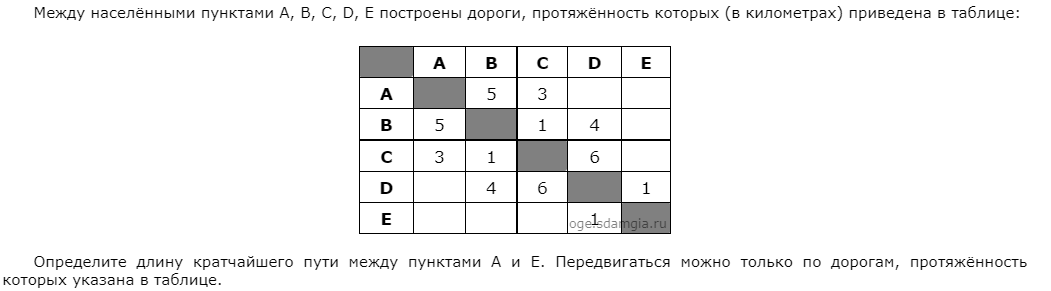 Между населёнными пунктами A, B, C, D, E построены дороги, протяжённость которых (в километрах) приведена в таблице:
A B C D E
A 5 3
B 5 1 4
C 3 1 6
D 4 6 1
E 1
ogeisdamgia.ru
Определите длину кратчайшего пути между пунктами A и E. Передвигаться можно только по дорогам, протяжённость
которых указана в таблице.